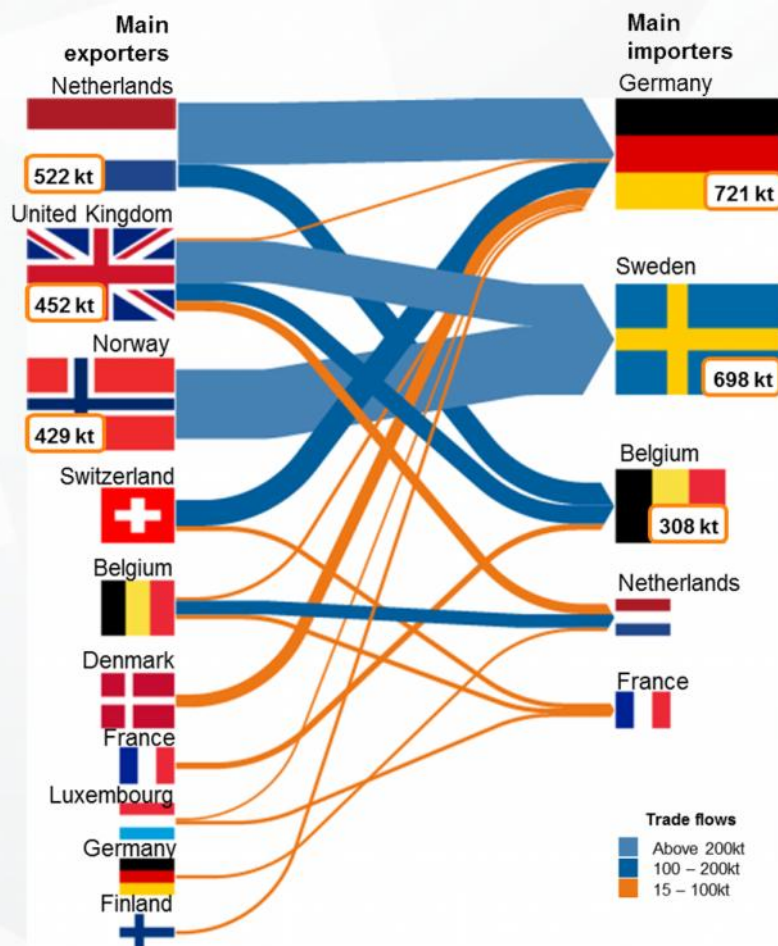 Main
exporters
Netherlands
522 kt
United Kingdom
452 kt
Norway
429 kt
Switzerland
Belgium
Denmark
France
Luxembourg
Germany
Finland
Main
importers
Germany
721 kt
Sweden
698 kt
Belgium
308 kt
Netherlands
France
Trade flows
Above 200kt
100 – 200kt
15 – 100kt